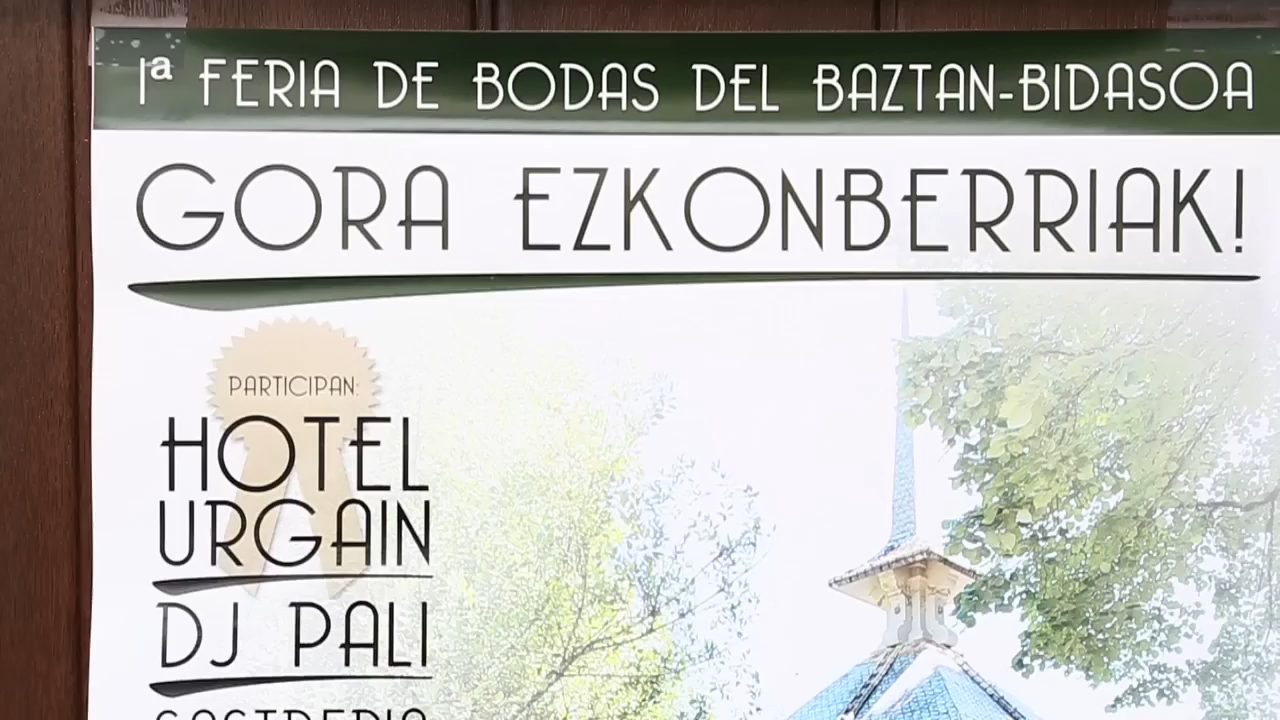 1ª FERIA DE BODAS DEL BAZTAN-BIDASOA
GORA EZKONBERRIAK!
PARTICIPAN:
HOTEL
URGAIN
DJ PALI